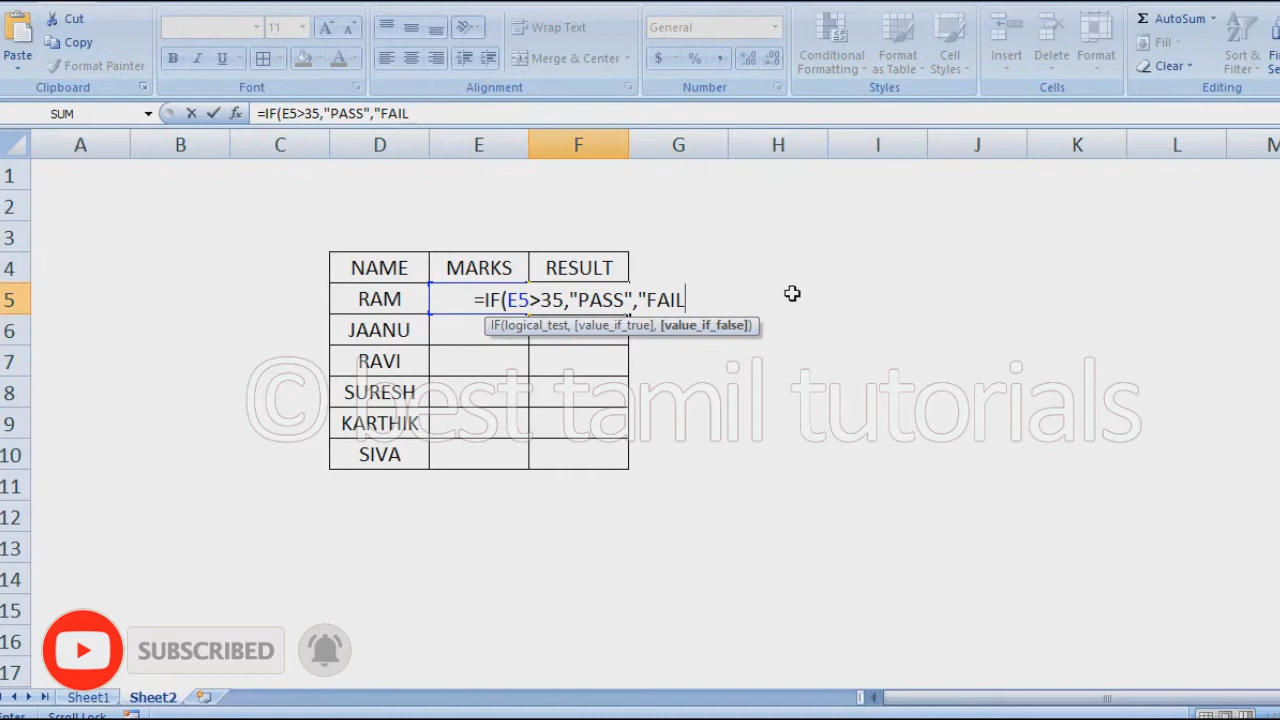 Cut
Copy
Format Painter
Paste
Clipboard
11
B I U
A
Font
Wrap Text
Merge & Center
Alignment
General
$ % ,
Number
Conditional Formatting
Format as Table
Cell Styles
Styles
Insert
Delete
Format
Cells
Σ AutoSum
Fill
Clear
Sort & Filter
Editing
SUM
fx
=IF(E5>35,"PASS","FAIL
A B C D E F G H I J K L M
1
2
3
4 NAME MARKS RESULT
5 RAM =IF(E5>35,"PASS","FAIL
IF(logical_test, [value_if_true], [value_if_false])
6 JAANU
7 RAVI
8 SURESH
9 KARTHIK
10 SIVA
11
12
13
14
15
16
17
© best tamil tutorials
SUBSCRIBED
Sheet1 Sheet2
Enter Scroll Lock